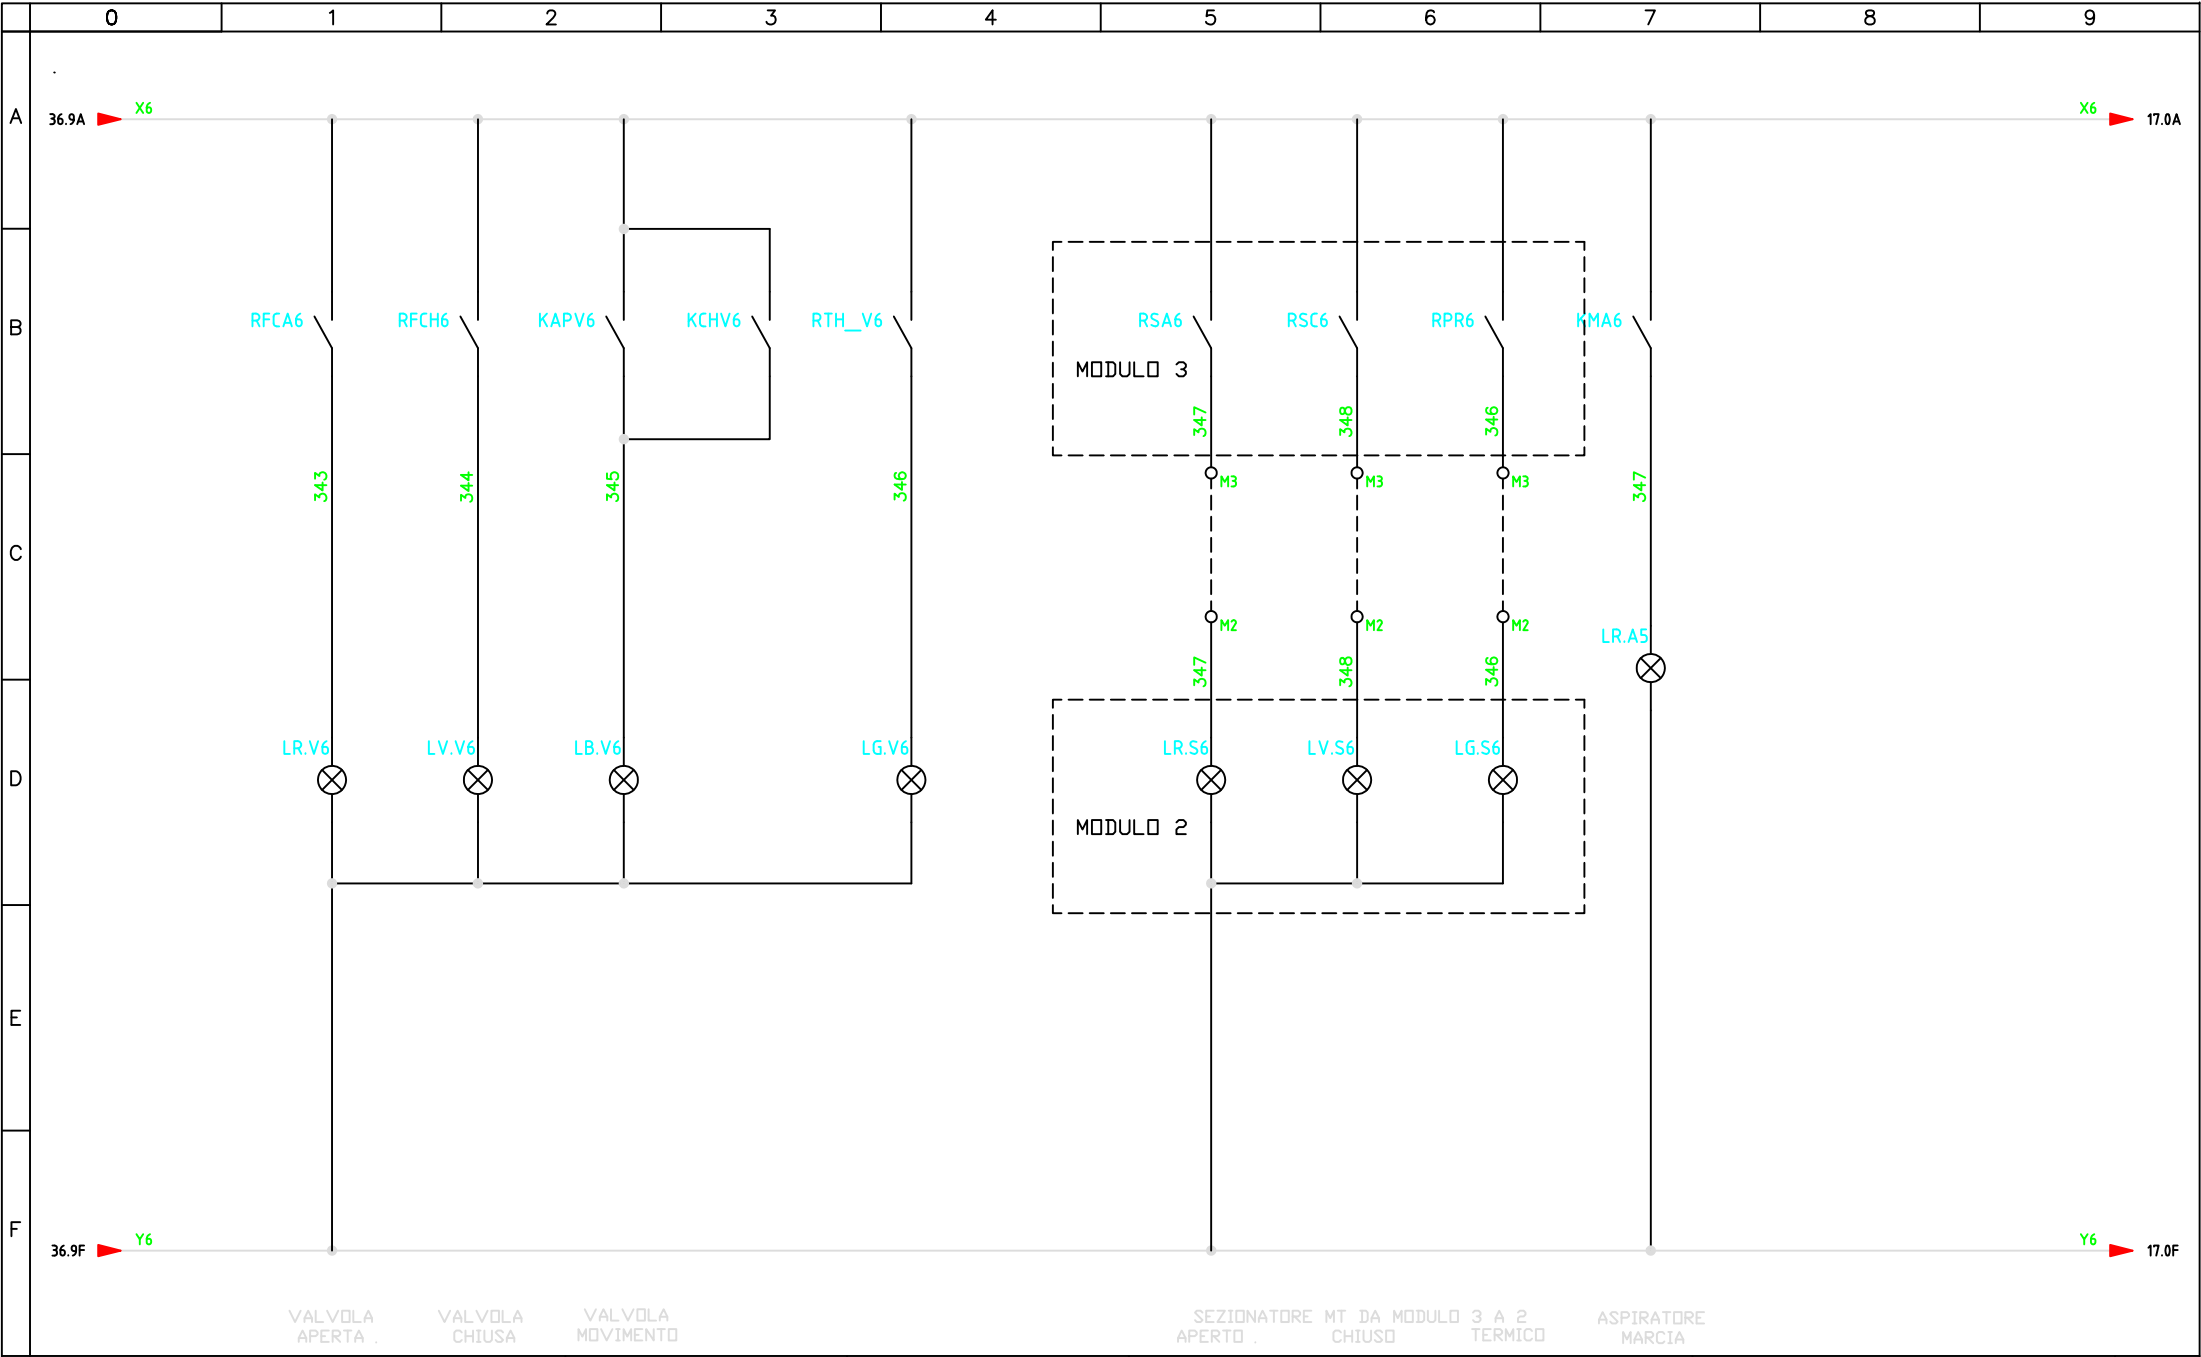 0 1 2 3 4 5 6 7 8 9
A
36.9A X6 X6 17.0A
B
RFCA6 RFCH6 KAPV6 KCHV6 RTH__V6 RSA6 RSC6 RPR6 KMA6
MODULO 3
347 348 346
343 344 345 346 347
M3 M3 M3
C
M2 M2 M2
LR.A5
347 348 346
LR.V6 LV.V6 LB.V6 LG.V6 LR.S6 LV.S6 LG.S6
D
MODULO 2
E
F
36.9F Y6 Y6 17.0F
VALVOLA
APERTA .
VALVOLA
CHIUSA
VALVOLA
MOVIMENTO
SEZIONATORE MT DA MODULO 3 A 2
APERTO . CHIUSO TERMICO
ASPIRATORE
MARCIA